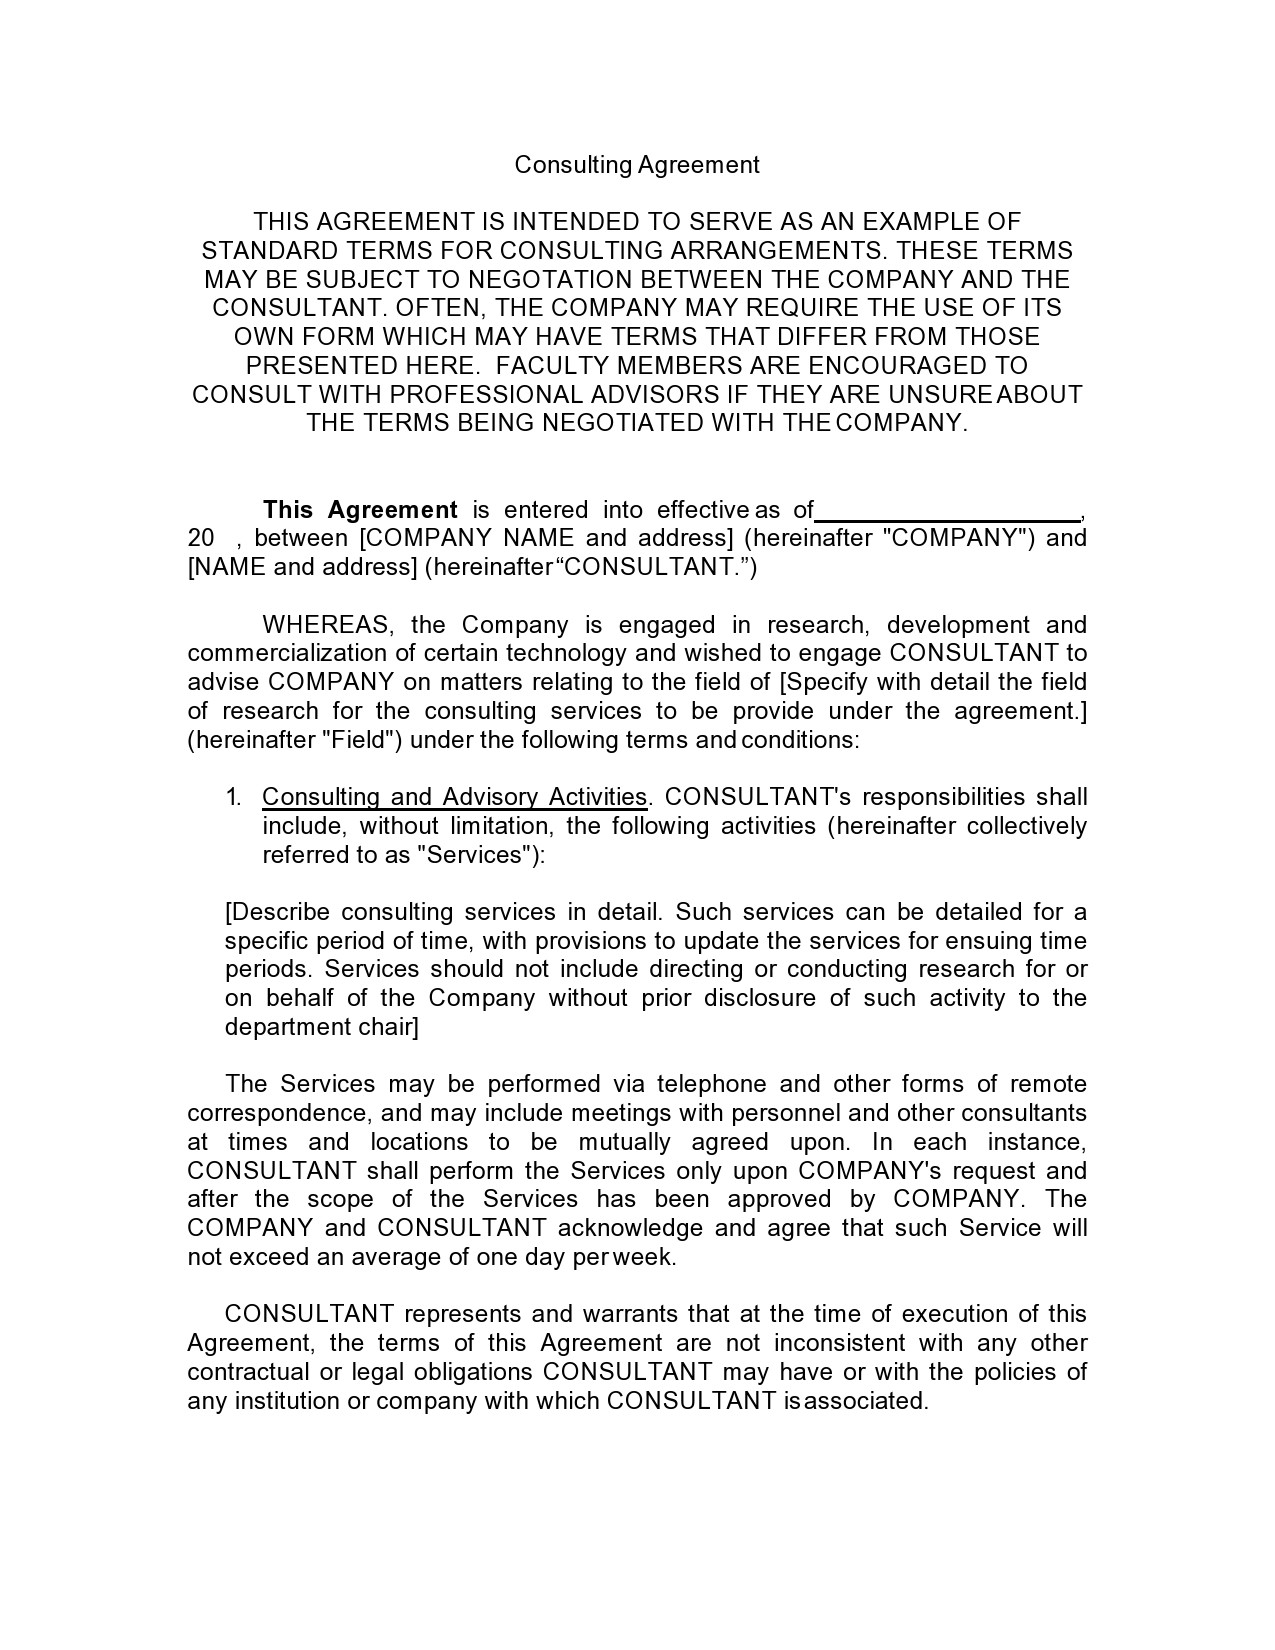 Consulting Agreement
THIS AGREEMENT IS INTENDED TO SERVE AS AN EXAMPLE OF
STANDARD TERMS FOR CONSULTING ARRANGEMENTS. THESE TERMS
MAY BE SUBJECT TO NEGOTATION BETWEEN THE COMPANY AND THE
CONSULTANT. OFTEN, THE COMPANY MAY REQUIRE THE USE OF ITS
OWN FORM WHICH MAY HAVE TERMS THAT DIFFER FROM THOSE
PRESENTED HERE. FACULTY MEMBERS ARE ENCOURAGED TO
CONSULT WITH PROFESSIONAL ADVISORS IF THEY ARE UNSURE ABOUT
THE TERMS BEING NEGOTIATED WITH THE COMPANY.
This Agreement is entered into effective as of____________________,
20 , between [COMPANY NAME and address] (hereinafter "COMPANY") and
[NAME and address] (hereinafter “CONSULTANT.”)
WHEREAS, the Company is engaged in research, development and
commercialization of certain technology and wished to engage CONSULTANT to
advise COMPANY on matters relating to the field of [Specify with detail the field
of research for the consulting services to be provide under the agreement.]
(hereinafter "Field") under the following terms and conditions:
1. Consulting and Advisory Activities. CONSULTANT's responsibilities shall
include, without limitation, the following activities (hereinafter collectively
referred to as "Services"):
[Describe consulting services in detail. Such services can be detailed for a
specific period of time, with provisions to update the services for ensuing time
periods. Services should not include directing or conducting research for or
on behalf of the Company without prior disclosure of such activity to the
department chair]
The Services may be performed via telephone and other forms of remote
correspondence, and may include meetings with personnel and other consultants
at times and locations to be mutually agreed upon. In each instance,
CONSULTANT shall perform the Services only upon COMPANY's request and
after the scope of the Services has been approved by COMPANY. The
COMPANY and CONSULTANT acknowledge and agree that such Service will
not exceed an average of one day per week.
CONSULTANT represents and warrants that at the time of execution of this
Agreement, the terms of this Agreement are not inconsistent with any other
contractual or legal obligations CONSULTANT may have or with the policies of
any institution or company with which CONSULTANT is associated.